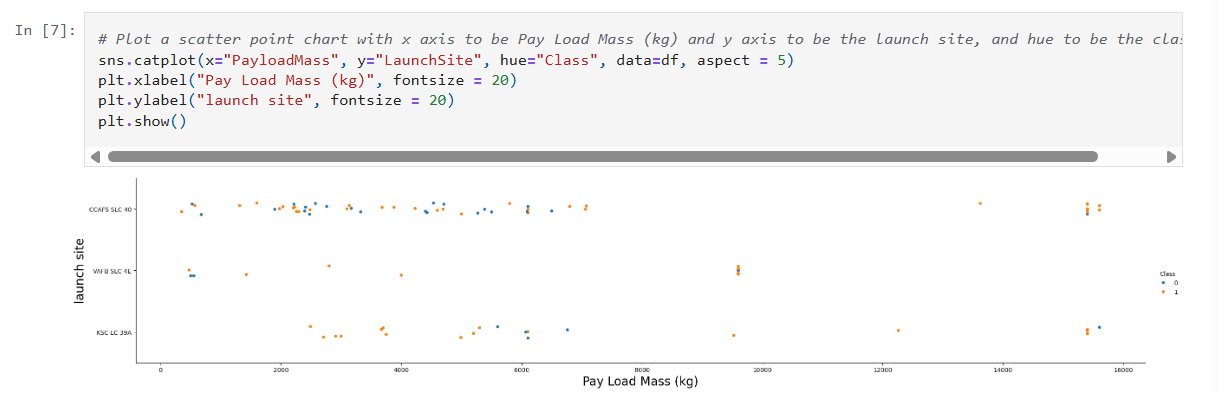 In [7]:
# Plot a scatter point chart with x axis to be Pay Load Mass (kg) and y axis to be the launch site, and hue to be the clas
sns.catplot(x="PayloadMass", y="LaunchSite", hue="Class", data=df, aspect = 5)
plt.xlabel("Pay Load Mass (kg)", fontsize = 20)
plt.ylabel("launch site", fontsize = 20)
plt.show()
CCAFS SLC 40
VAFB SLC 4E
KSC LC 39A
launch site
Class
0
1
0 2000 4000 6000 8000 10000 12000 14000 16000
Pay Load Mass (kg)